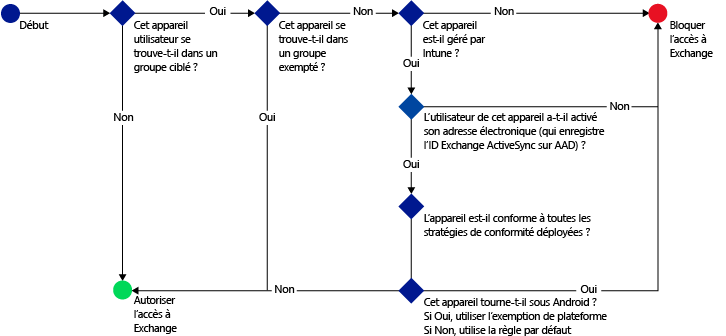 Début
Oui
Cet appareil
utilisateur se
trouve-t-il dans un
groupe ciblé ?
Non
Cet appareil se
trouve-t-il dans
un groupe
exempté ?
Non
Cet appareil
est-il géré par
Intune ?
Bloquer
l'accès à
Exchange
Oui
Non
Oui
Non
L'utilisateur de cet appareil a-t-il activé
son adresse électronique (qui enregistre
l'ID Exchange ActiveSync sur AAD) ?
Oui
L'appareil est-il conforme à toutes les
stratégies de conformité déployées ?
Non
Oui
Autoriser
l'accès à
Exchange
Cet appareil tourne-t-il sous Android ?
Si Oui, utiliser l'exemption de plateforme
Si Non, utilise la règle par défaut